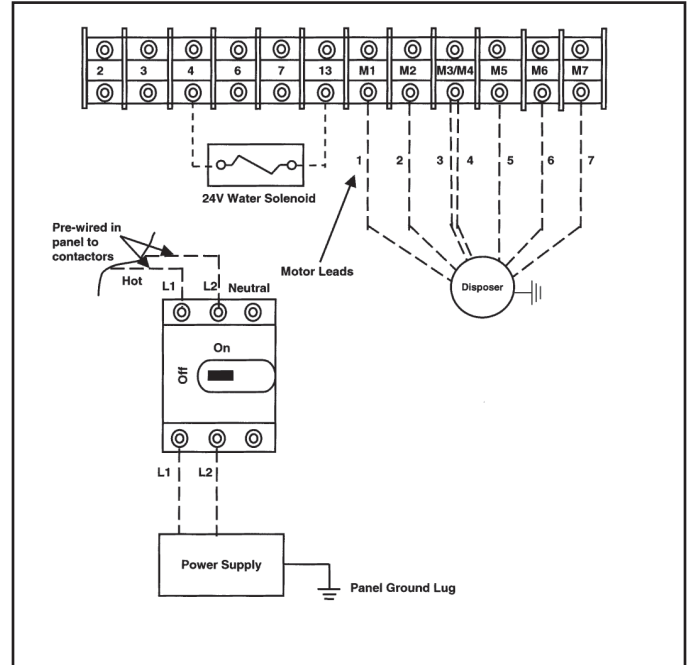 2 3 4 6 7 13 M1 M2 M3/M4 M5 M6 M7
1 2 3 4 5 6 7
24V Water Solenoid
Pre-wired in
panel to
contactors
Motor Leads
Disposer
Hot L1 L2 Neutral
On
Off
L1 L2
Power Supply
Panel Ground Lug